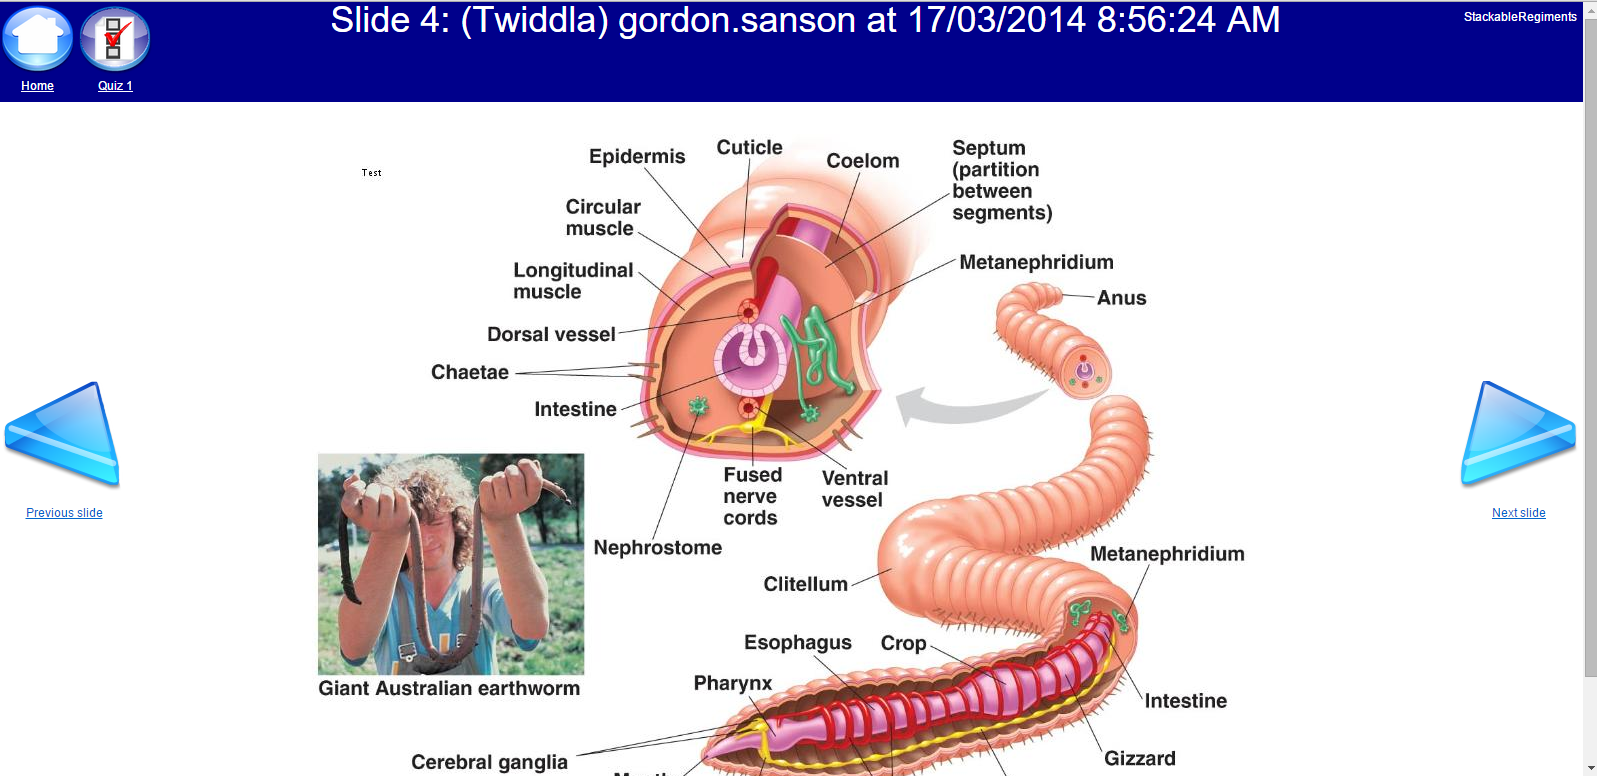 Slide 4: (Twiddla) gordon.sanson at 17/03/2014 8:56:24 AM
StackableRegiments
Home
Quiz 1
Test
Epidermis
Cuticle
Coelom
Septum
(partition
between
segments)
Circular
muscle
Longitudinal
muscle
Metanephridium
Anus
Dorsal vessel
Chaetae
Intestine
Fused
nerve
cords
Ventral
vessel
Nephrostome
Previous slide
Next slide
Metanephridium
Clitellum
Esophagus
Crop
Giant Australian earthworm
Pharynx
Intestine
Gizzard
Cerebral ganglia